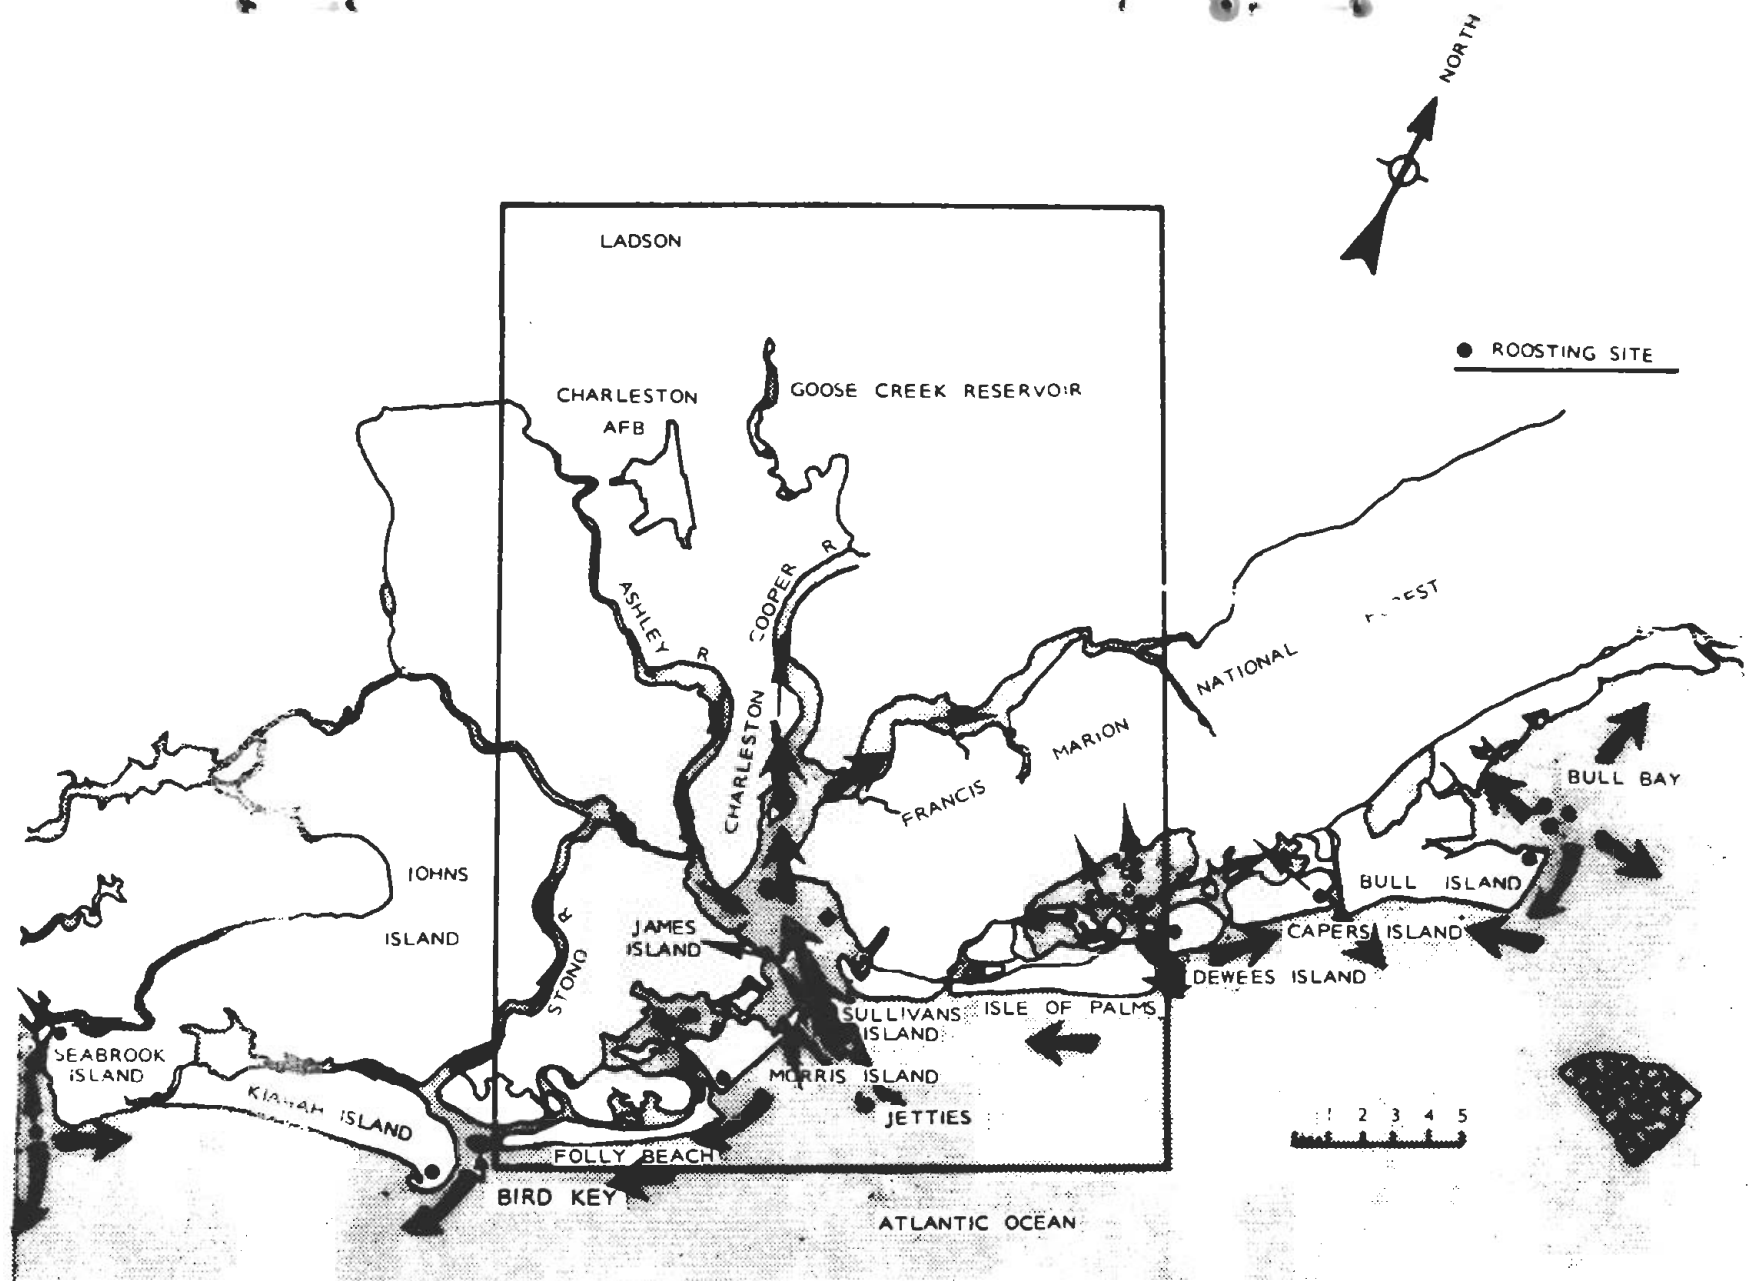 NORTH
LADSON
ROOSTING SITE
CHARLESTON
AFB
GOOSE CREEK RESERVOIR
ASHLEY R
COOPER R
CHARLESTON
NATIONAL
FRANCIS MARION
BULL BAY
IOHNS
ISLAND
BULL ISLAND
JAMES
ISLAND
STONO R
CAPERS ISLAND
DEWEES ISLAND
ISLE OF PALMS
SULLIVANS
ISLAND
SEABROOK
ISLAND
MORRIS ISLAND
KIAWAH ISLAND
JETTIES
1 2 3 4 5
FOLLY BEACH
BIRD KEY
ATLANTIC OCEAN